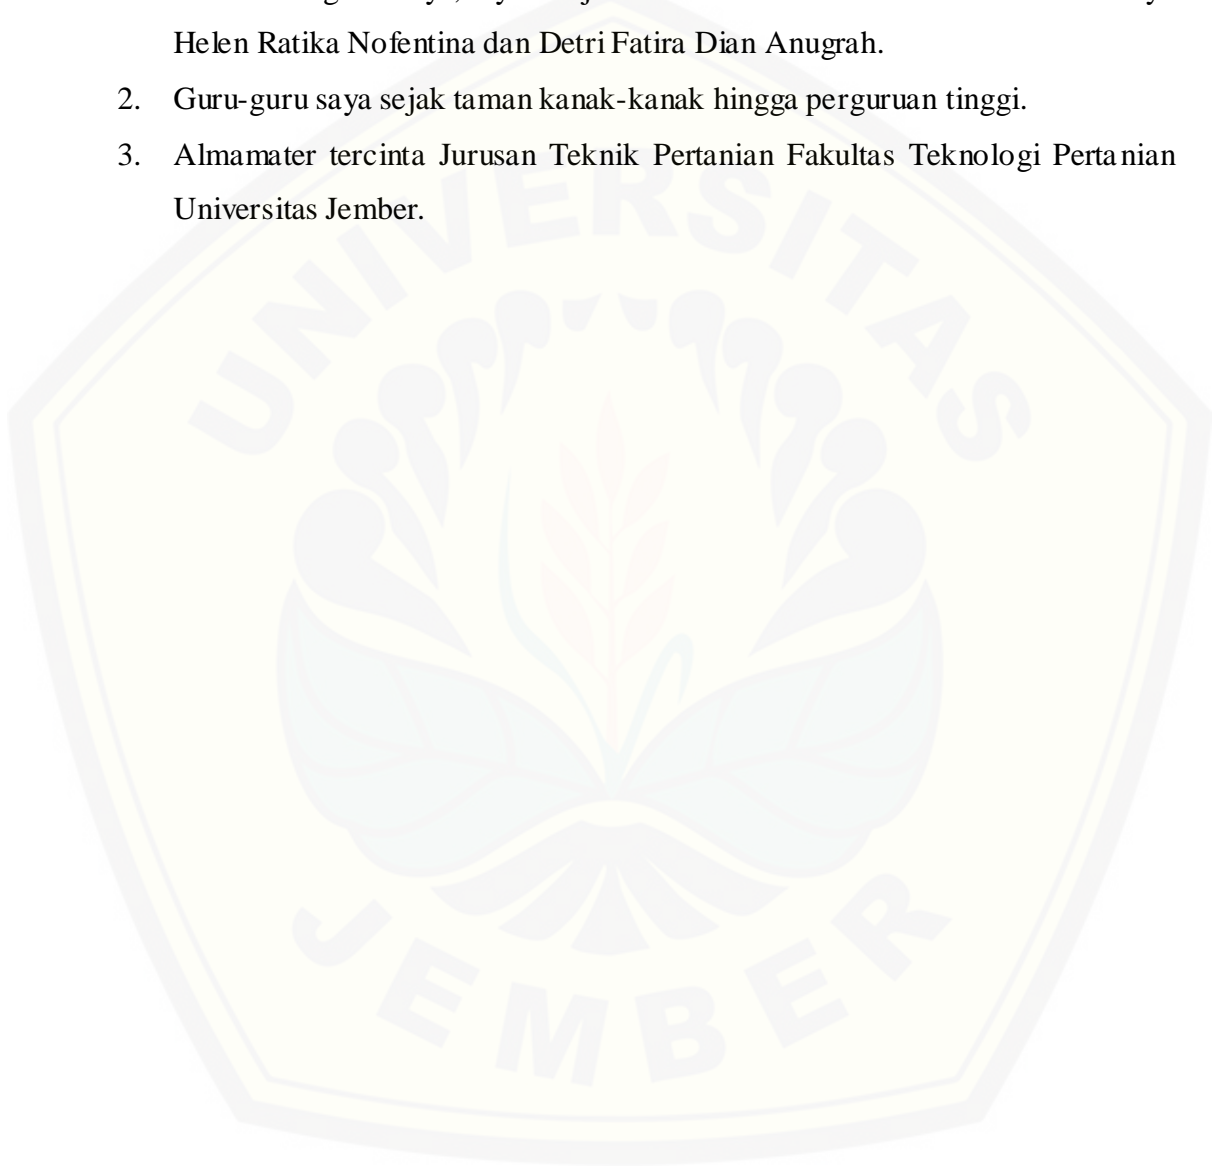 Helen Ratika Nofentina dan Detri Fatira Dian Anugrah.
2. Guru-guru saya sejak taman kanak-kanak hingga perguruan tinggi.
3. Almamater tercinta Jurusan Teknik Pertanian Fakultas Teknologi Pertanian
Universitas Jember.
UNIVERSITAS
JEMBER